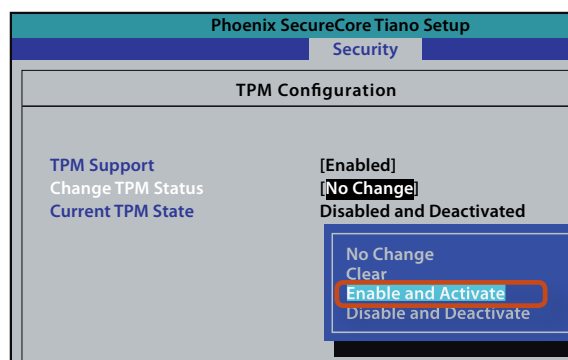 Phoenix SecureCore Tiano Setup
Security
TPM Configuration
TPM Support [Enabled]
Change TPM Status [No Change]
Current TPM State Disabled and Deactivated
No Change
Clear
Enable and Activate
Disable and Deactivate